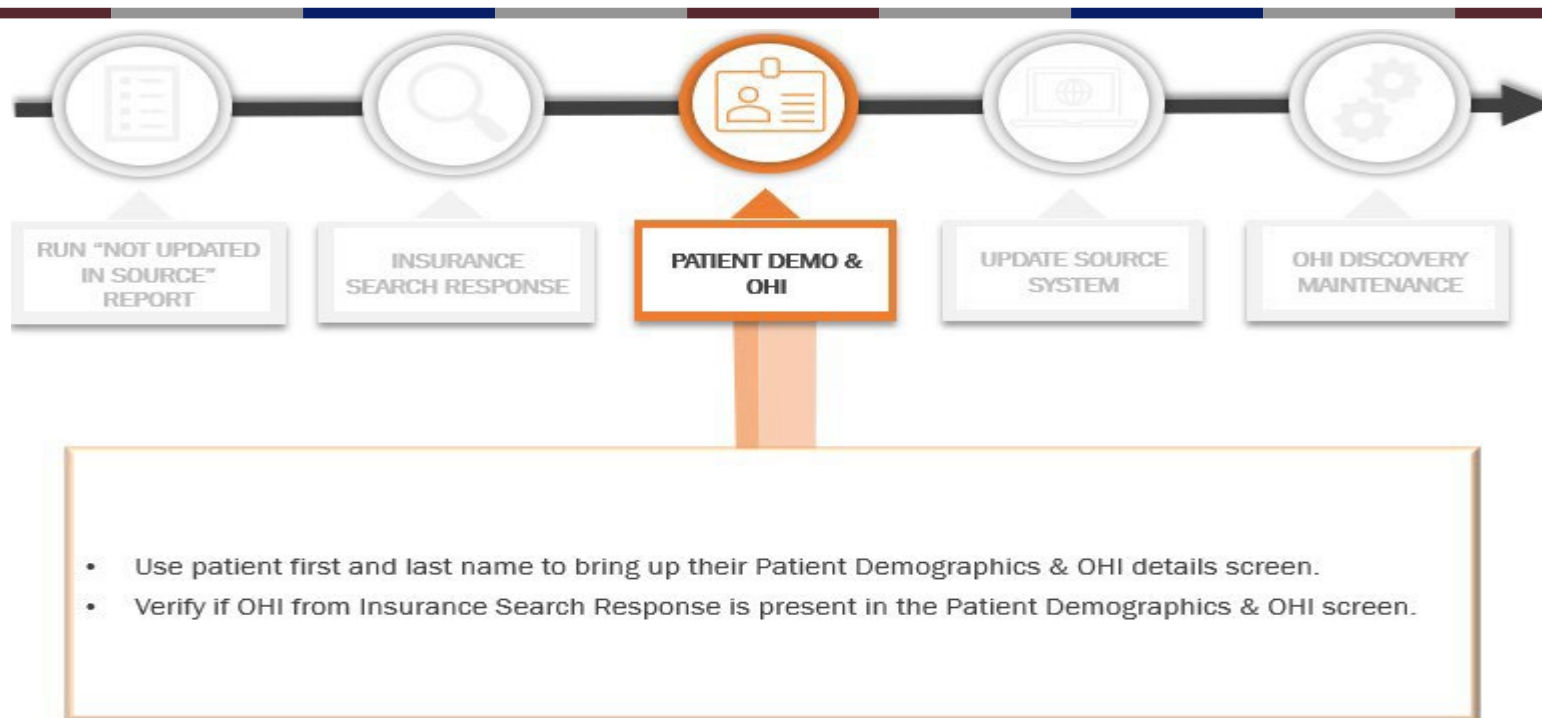 RUN “NOT UPDATED
IN SOURCE”
REPORT
INSURANCE
SEARCH RESPONSE
PATIENT DEMO &
OHI
UPDATE SOURCE
SYSTEM
OHI DISCOVERY
MAINTENANCE
• Use patient first and last name to bring up their Patient Demographics & OHI details screen.
• Verify if OHI from Insurance Search Response is present in the Patient Demographics & OHI screen.